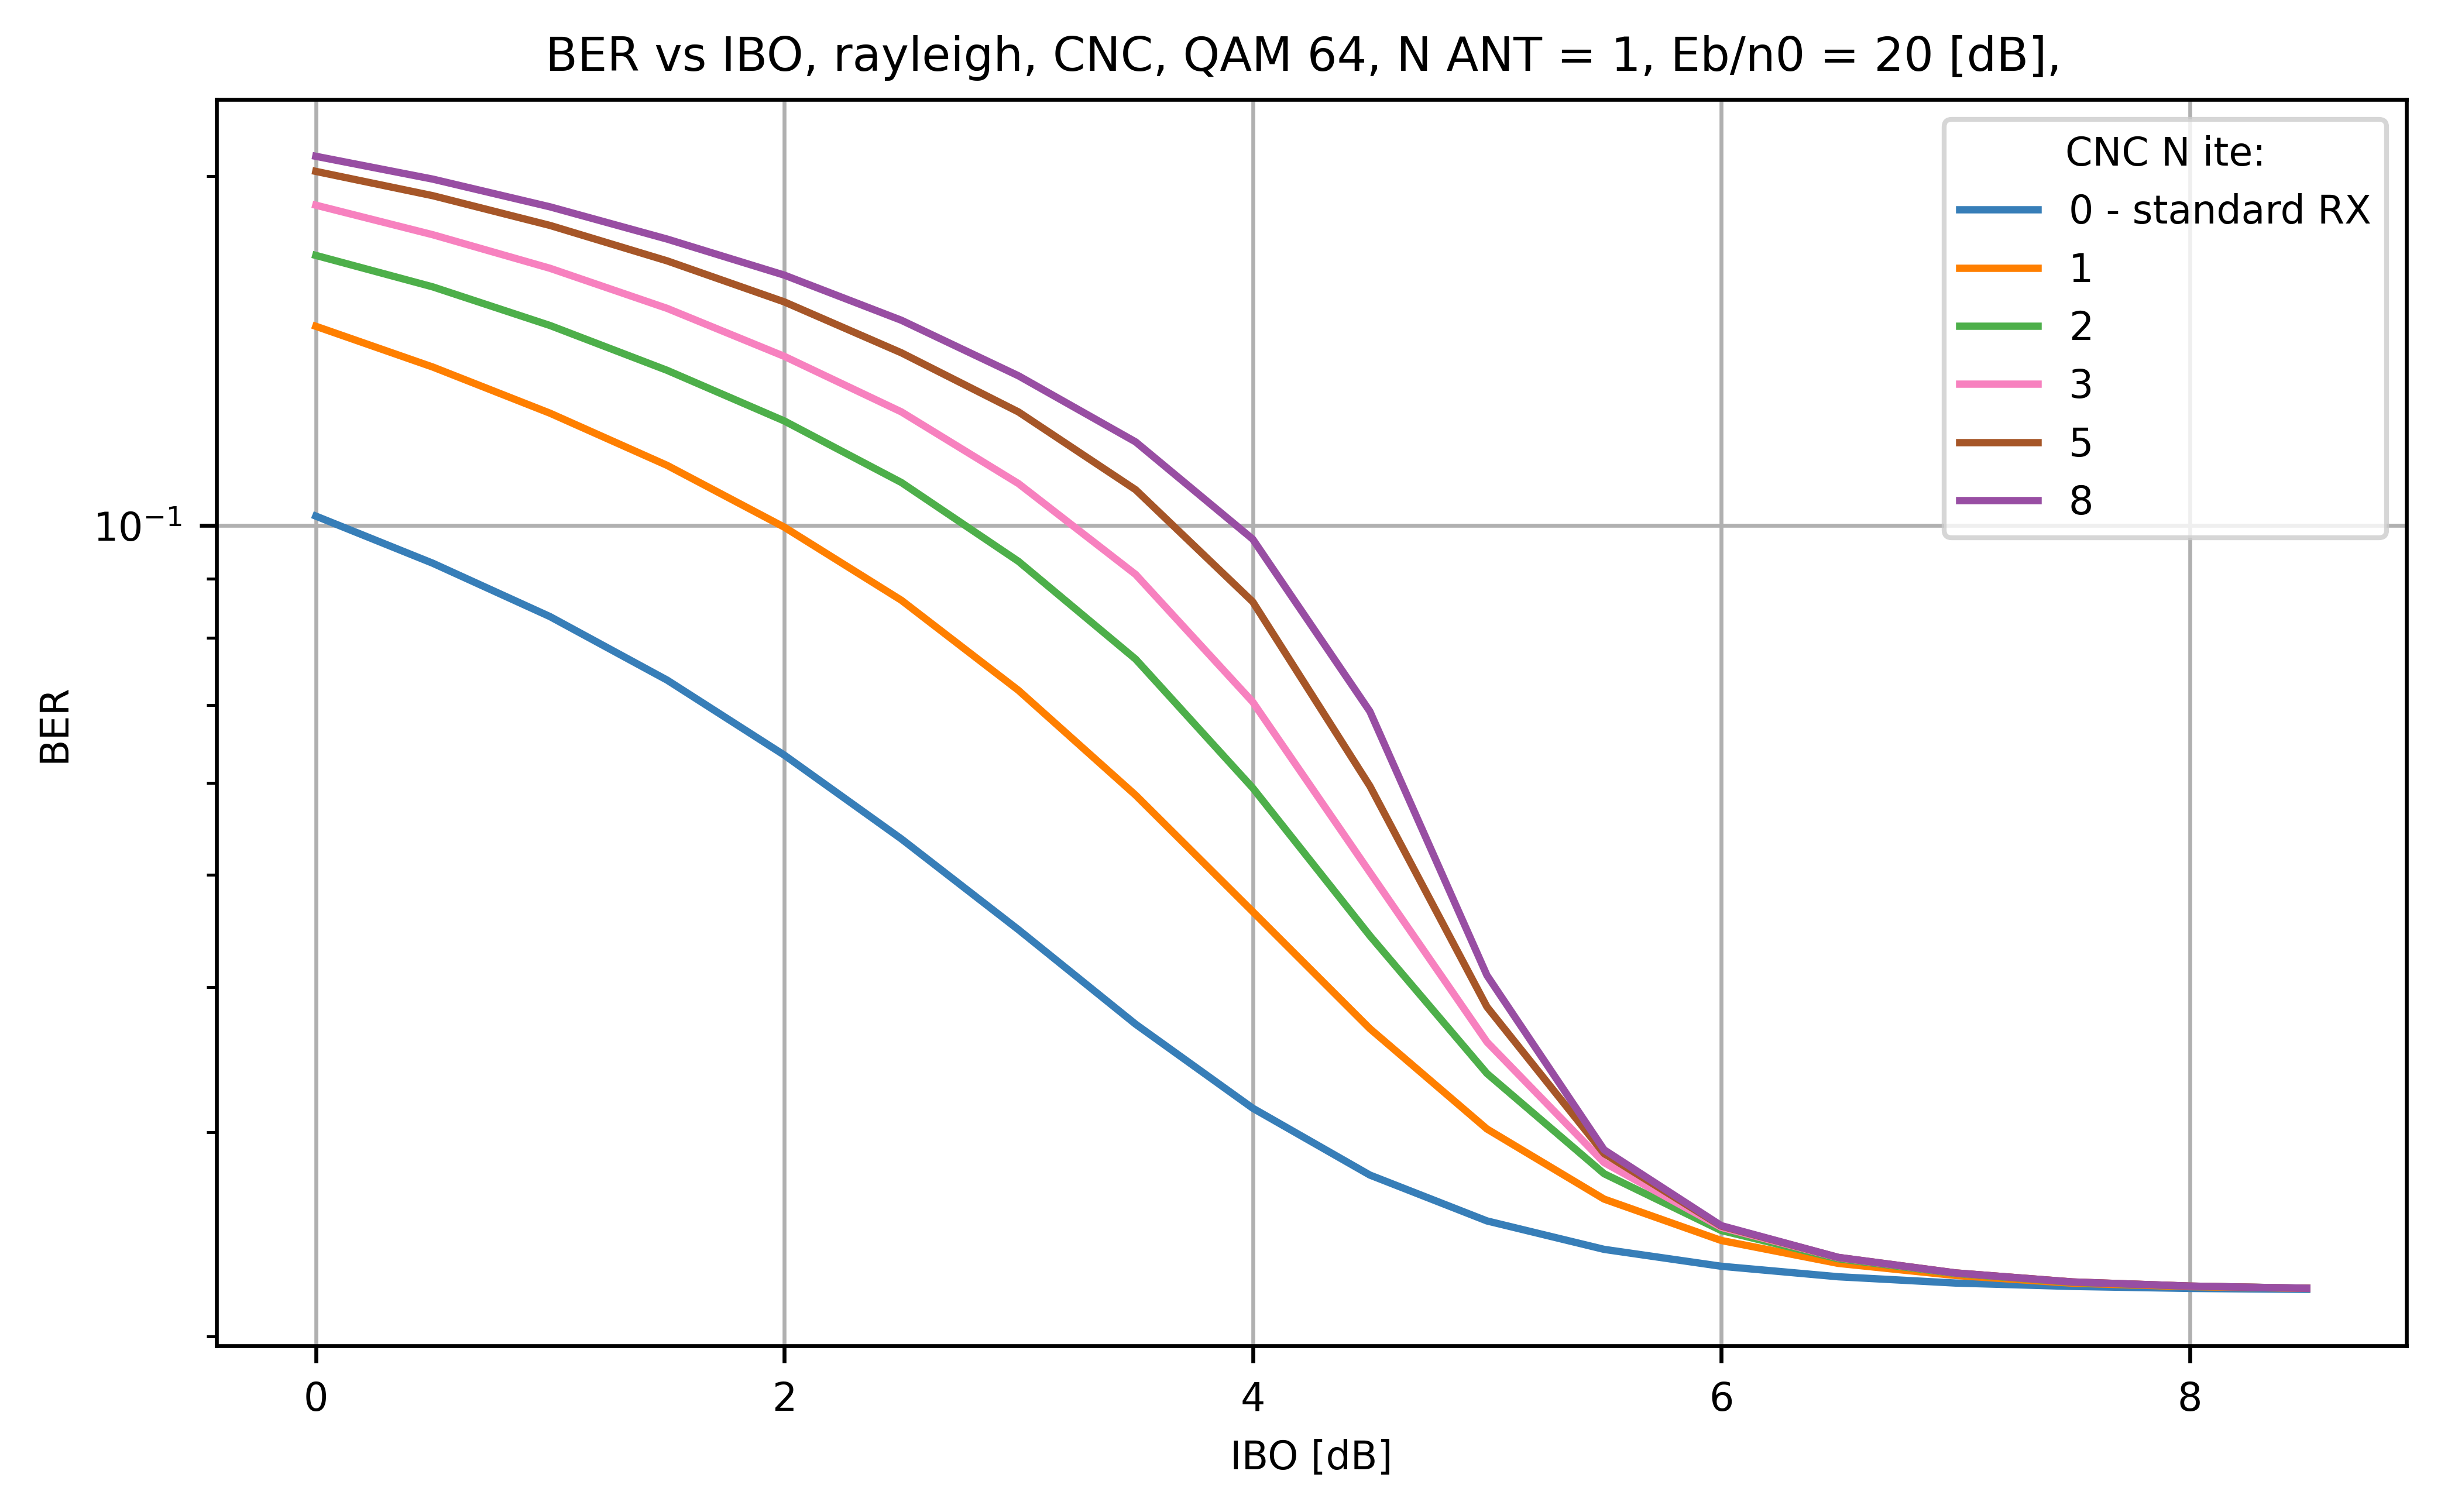 BER vs IBO, rayleigh, CNC, QAM 64, N ANT = 1, Eb/n0 = 20 [dB],
CNC N ite:
0 - standard RX
1
2
3
5
8
10⁻¹
BER
0 2 4 6 8
IBO [dB]